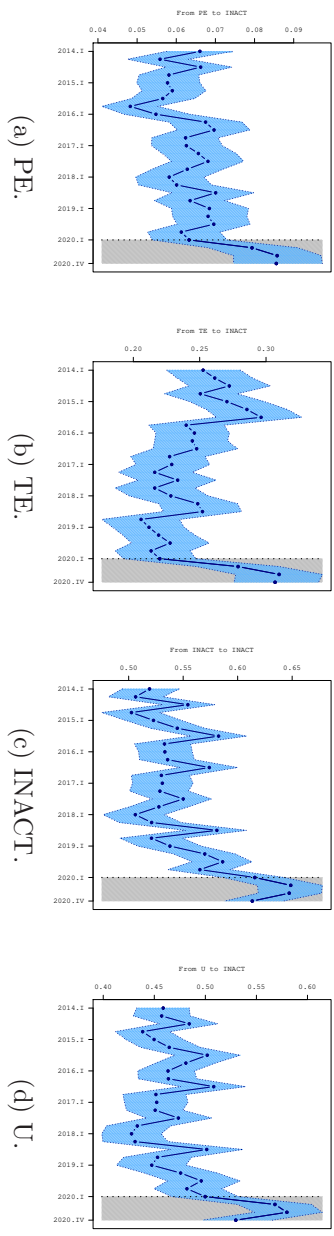 From PE to INACT
0.04 0.05 0.06 0.07 0.08 0.09
2014.I
2015.I
2016.I
2017.I
2018.I
2019.I
2020.I
2020.IV
(a) PE.
From TE to INACT
0.20 0.25 0.30
2014.I
2015.I
2016.I
2017.I
2018.I
2019.I
2020.I
2020.IV
(b) TE.
From INACT to INACT
0.50 0.55 0.60 0.65
2014.I
2015.I
2016.I
2017.I
2018.I
2019.I
2020.I
2020.IV
(c) INACT.
From U to INACT
0.40 0.45 0.50 0.55 0.60
2014.I
2015.I
2016.I
2017.I
2018.I
2019.I
2020.I
2020.IV
(d) U.